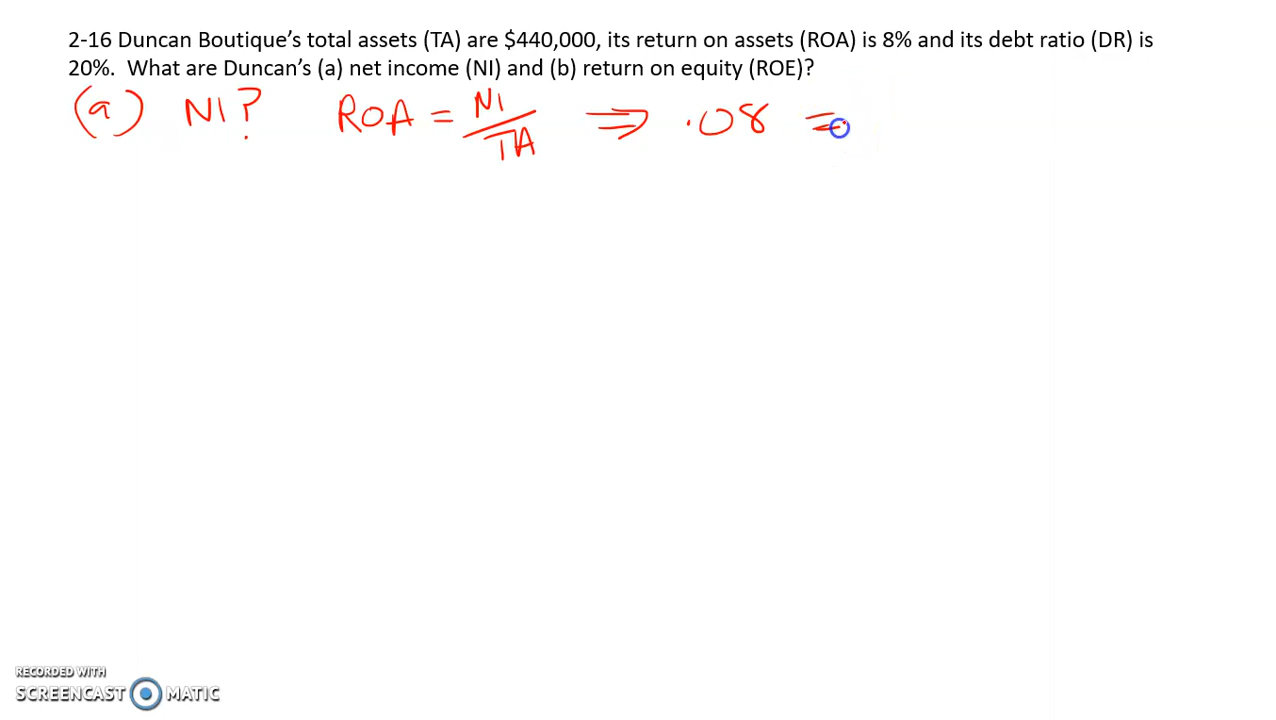 2-16 Duncan Boutique's total assets (TA) are $440,000, its return on assets (ROA) is 8% and its debt ratio (DR) is
20%. What are Duncan's (a) net income (NI) and (b) return on equity (ROE)?
(a) NI? ROA = NI / TA ⇒ .08 =
RECORDED WITH
SCREENCAST MATIC